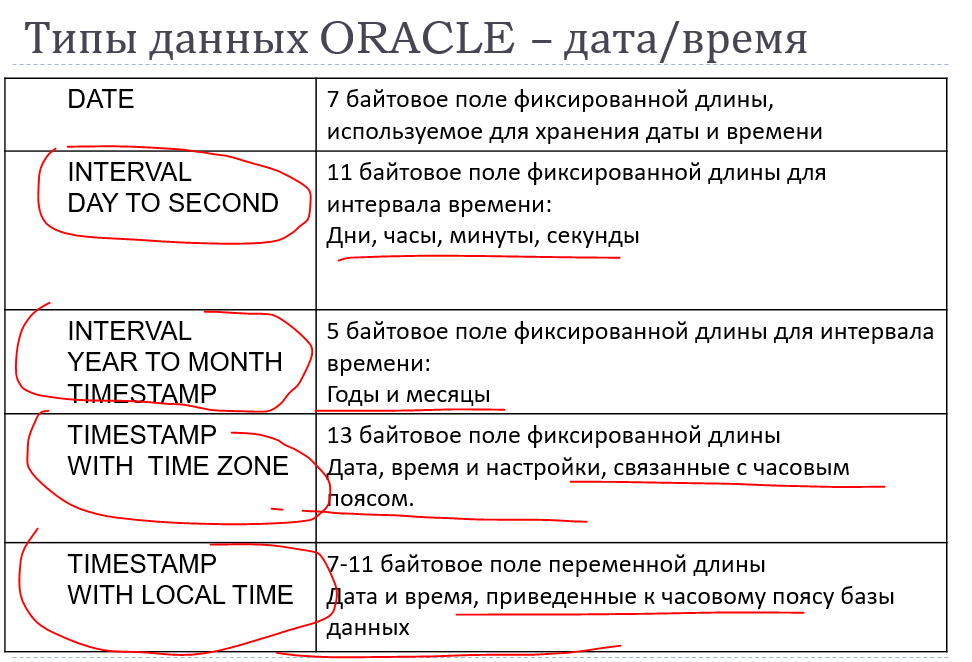 Типы данных ORACLE – дата/время
DATE
7 байтовое поле фиксированной длины,
используемое для хранения даты и времени
INTERVAL
DAY TO SECOND
11 байтовое поле фиксированной длины для
интервала времени:
Дни, часы, минуты, секунды
INTERVAL
YEAR TO MONTH
TIMESTAMP
5 байтовое поле фиксированной длины для интервала
времени:
Годы и месяцы
TIMESTAMP
WITH TIME ZONE
13 байтовое поле фиксированной длины
Дата, время и настройки, связанные с часовым
поясом.
TIMESTAMP
WITH LOCAL TIME
7-11 байтовое поле переменной длины
Дата и время, приведенные к часовому поясу базы
данных